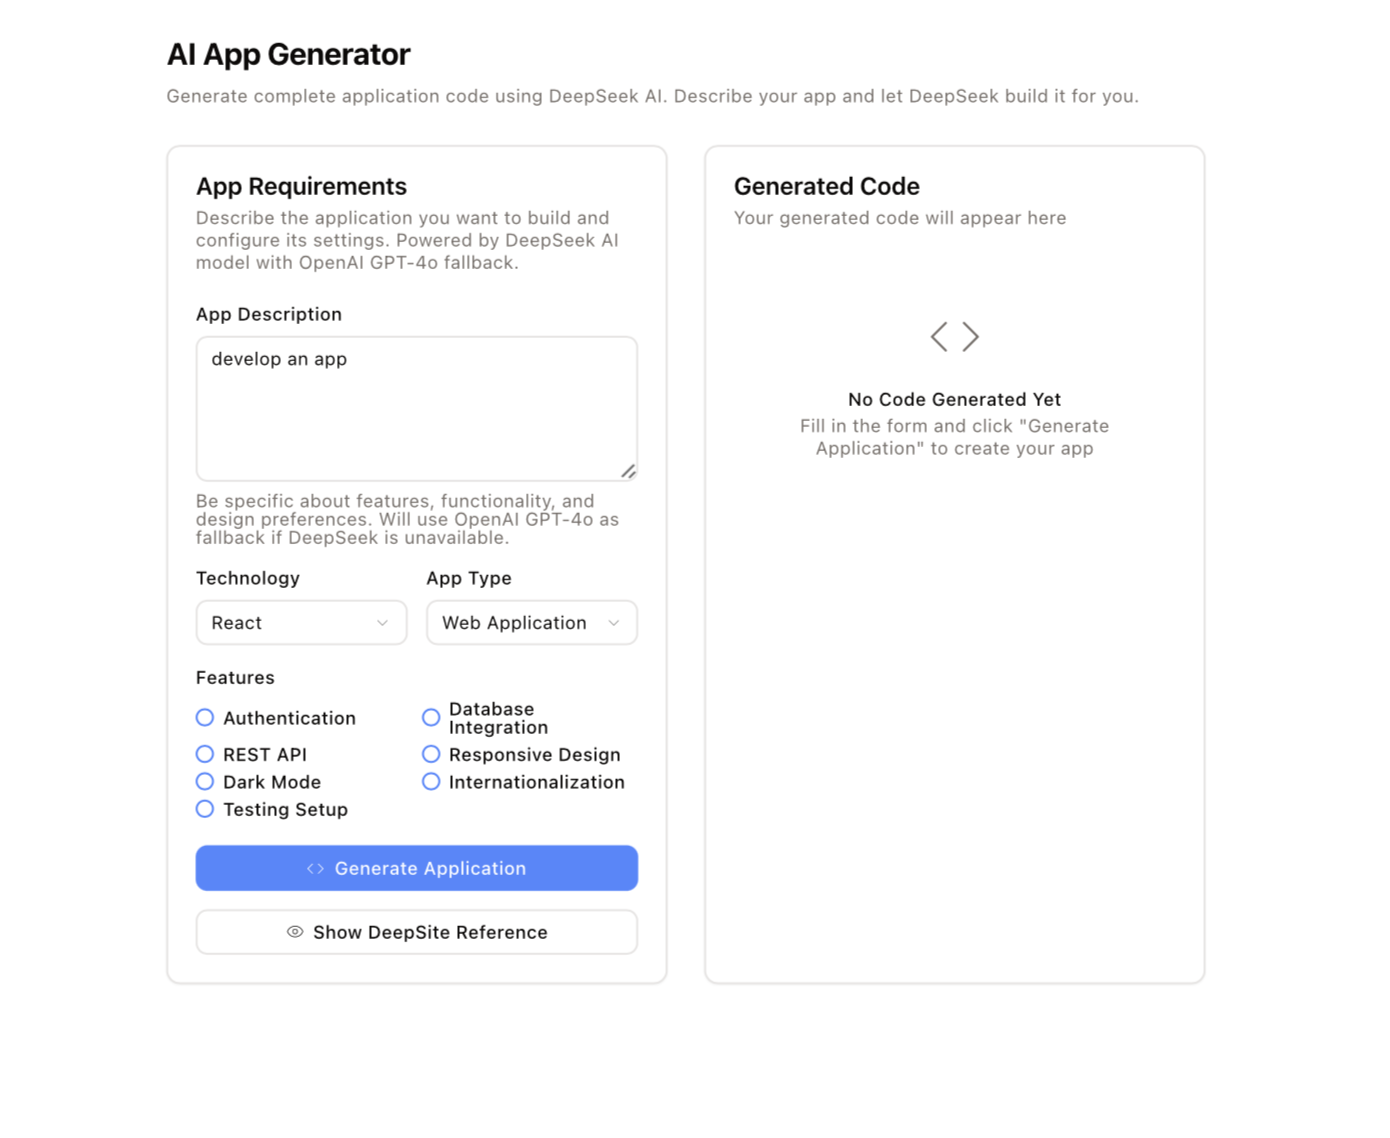 AI App Generator
Generate complete application code using DeepSeek AI. Describe your app and let DeepSeek build it for you.
App Requirements
Describe the application you want to build and
configure its settings. Powered by DeepSeek AI
model with OpenAI GPT-4o fallback.
App Description
develop an app
Be specific about features, functionality, and
design preferences. Will use OpenAI GPT-4o as
fallback if DeepSeek is unavailable.
Technology
App Type
React
Web Application
Features
Authentication
Database
Integration
REST API
Responsive Design
Dark Mode
Internationalization
Testing Setup
Generate Application
Show DeepSite Reference
Generated Code
Your generated code will appear here
No Code Generated Yet
Fill in the form and click "Generate
Application" to create your app